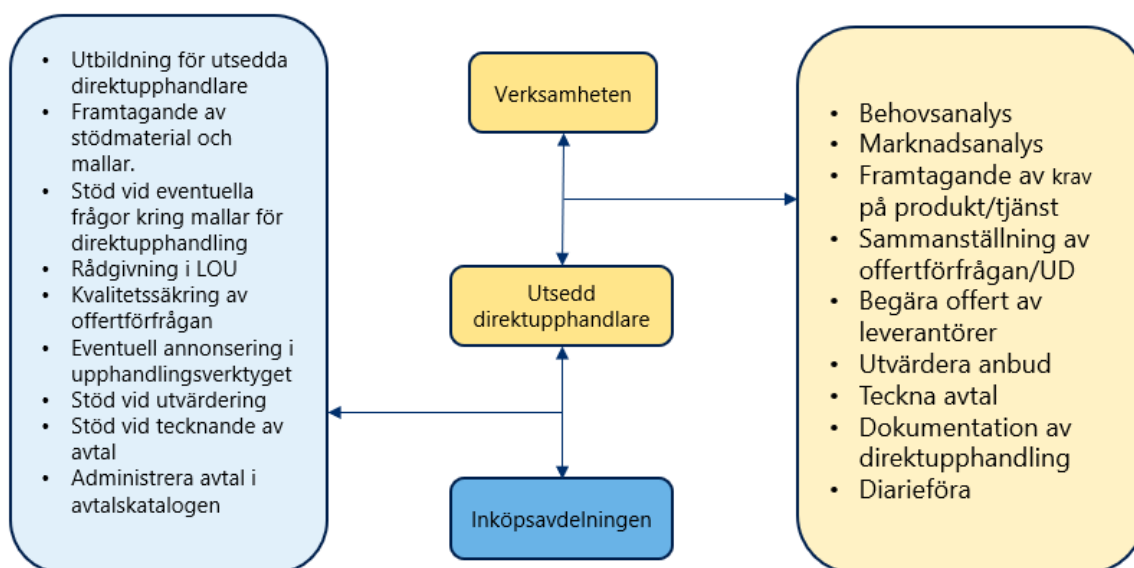 • Utbildning för utsedda
direktupphandlare
• Framtagande av
stödmaterial och
mallar.
• Stöd vid eventuella
frågor kring mallar för
direktupphandling
• Rådgivning i LOU
• Kvalitetssäkring av
offertförfrågan
• Eventuell annonsering i
upphandlingsverktyget
• Stöd vid utvärdering
• Stöd vid tecknande av
avtal
• Administrera avtal i
avtalskatalogen
Verksamheten
Utsedd
direktupphandlare
Inköpsavdelningen
• Behovsanalys
• Marknadsanalys
• Framtagande av krav
på produkt/tjänst
• Sammanställning av
offertförfrågan/UD
• Begära offert av
leverantörer
• Utvärdera anbud
• Teckna avtal
• Dokumentation av
direktupphandling
• Diarieföra